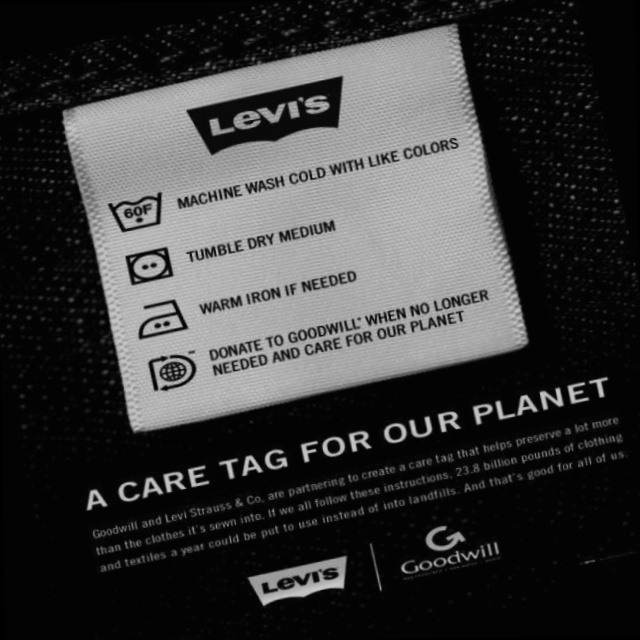 LEVI'S
60F
MACHINE WASH COLD WITH LIKE COLORS
TUMBLE DRY MEDIUM
WARM IRON IF NEEDED
DONATE TO GOODWILL® WHEN NO LONGER
NEEDED AND CARE FOR OUR PLANET
A CARE TAG FOR OUR PLANET
Goodwill and Levi Strauss & Co. are partnering to create a care tag that helps preserve a lot more
than the clothes it's sewn into. If we all follow these instructions, 23.8 billion pounds of clothing
and textiles a year could be put to use instead of into landfills. And that's good for all of us.
LEVI'S
Goodwill